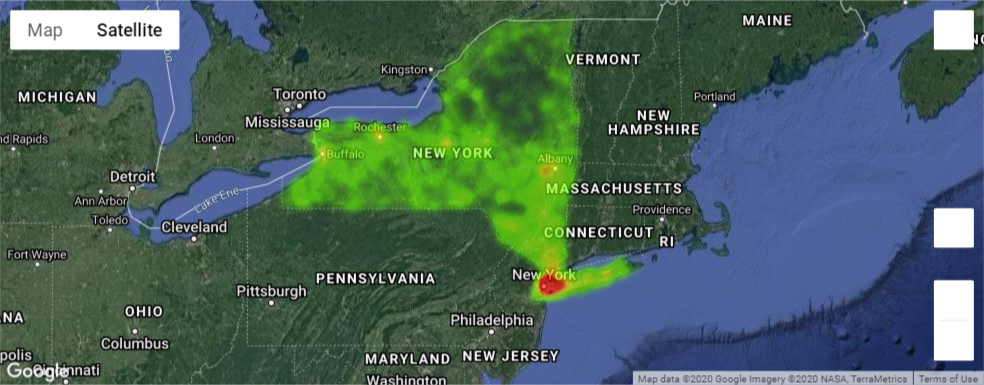 Map Satellite
MAINE
VERMONT
Kingston
MICHIGAN
Toronto
Portland
Mississauga
NEW
HAMPSHIRE
Rochester
nd Rapids
London
Buffalo
NEW YORK
Albany
Detroit
MASSACHUSETTS
Ann Arbor
Lake Erie
Providence
Toledo
Cleveland
CONNECTICUT
RI
Fort Wayne
New York
PENNSYLVANIA
Pittsburgh
OHIO
NA
Philadelphia
Columbus
polis
MARYLAND
NEW JERSEY
Google
Cincinnati
Washington
Map data ©2020 Google Imagery ©2020 NASA, TerraMetrics
Terms of Use